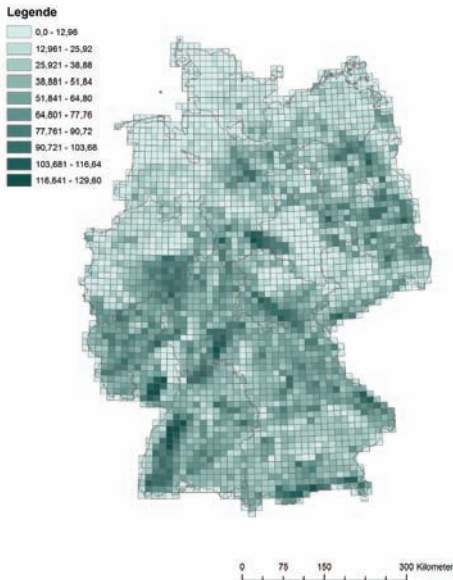 Legende
0,0 - 12,96
12,961 - 25,92
25,921 - 38,88
38,881 - 51,84
51,841 - 64,80
64,801 - 77,76
77,761 - 90,72
90,721 - 103,68
103,681 - 116,64
116,641 - 129,60
0 75 150 300 Kilometer